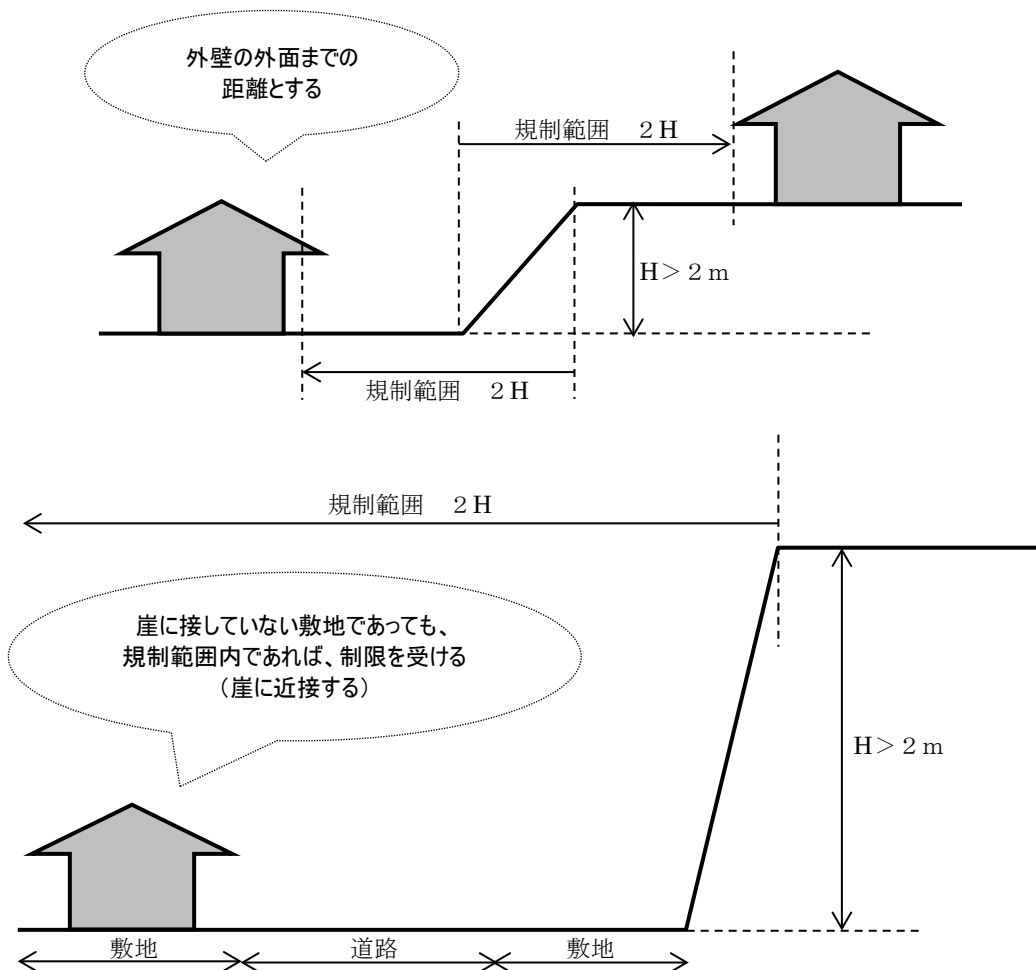 外壁の外面までの
距離とする
規制範囲　２H
H＞２m
規制範囲　２H
規制範囲　２H
崖に接していない敷地であっても、
規制範囲内であれば、制限を受ける
（崖に近接する）
H＞２m
敷地
道路
敷地